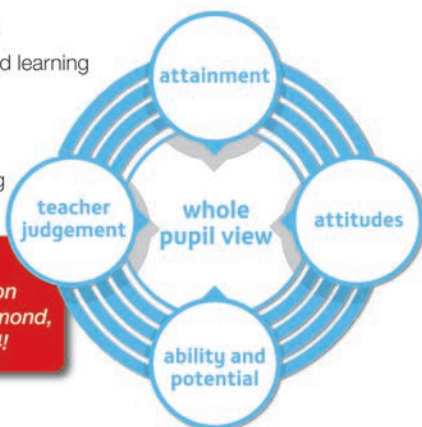 d learning
attainment
g
teacher
judgement
whole
pupil view
attitudes
on
mond,
!
ability and
potential